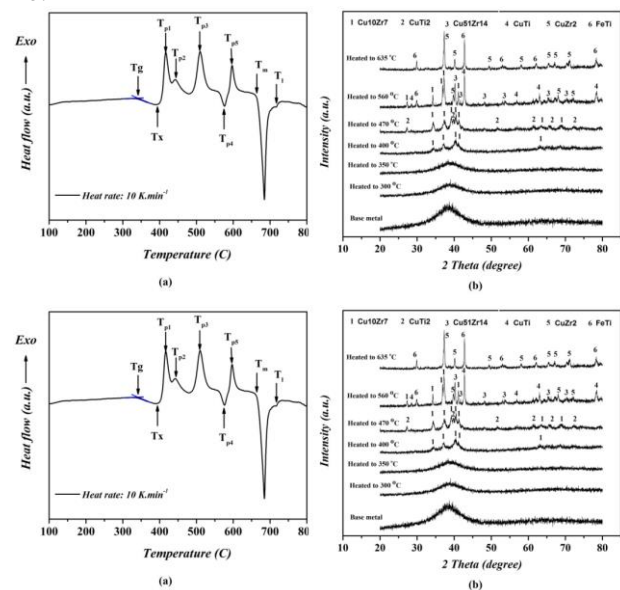 Exo
Heat flow (a.u.)
Tp1
Tp2
Tp3
Tp5
Tg
Tm
T1
Tx
Tp4
Heat rate: 10 K.min-1
100 200 300 400 500 600 700 80
Temperature (C)
(a)
1 Cu10Zr7 2 CuTi2 3 Cu51Zr14 4 CuTi 5 CuZr2 6 FeTi
Intensity (a.u.)
Heated to 635 °C
Heated to 560 °C
Heated to 470 °C
Heated to 400 °C
Heated to 350 °C
Heated to 300 °C
Base metal
10 20 30 40 50 60 70 80
2 Theta (degree)
(b)
Exo
Heat flow (a.u.)
Tp1
Tp2
Tp3
Tp5
Tg
Tm
T1
Tx
Tp4
Heat rate: 10 K.min-1
100 200 300 400 500 600 700 80
Temperature (C)
(a)
1 Cu10Zr7 2 CuTi2 3 Cu51Zr14 4 CuTi 5 CuZr2 6 FeTi
Intensity (a.u.)
Heated to 635 °C
Heated to 560 °C
Heated to 470 °C
Heated to 400 °C
Heated to 350 °C
Heated to 300 °C
Base metal
10 20 30 40 50 60 70 80
2 Theta (degree)
(b)